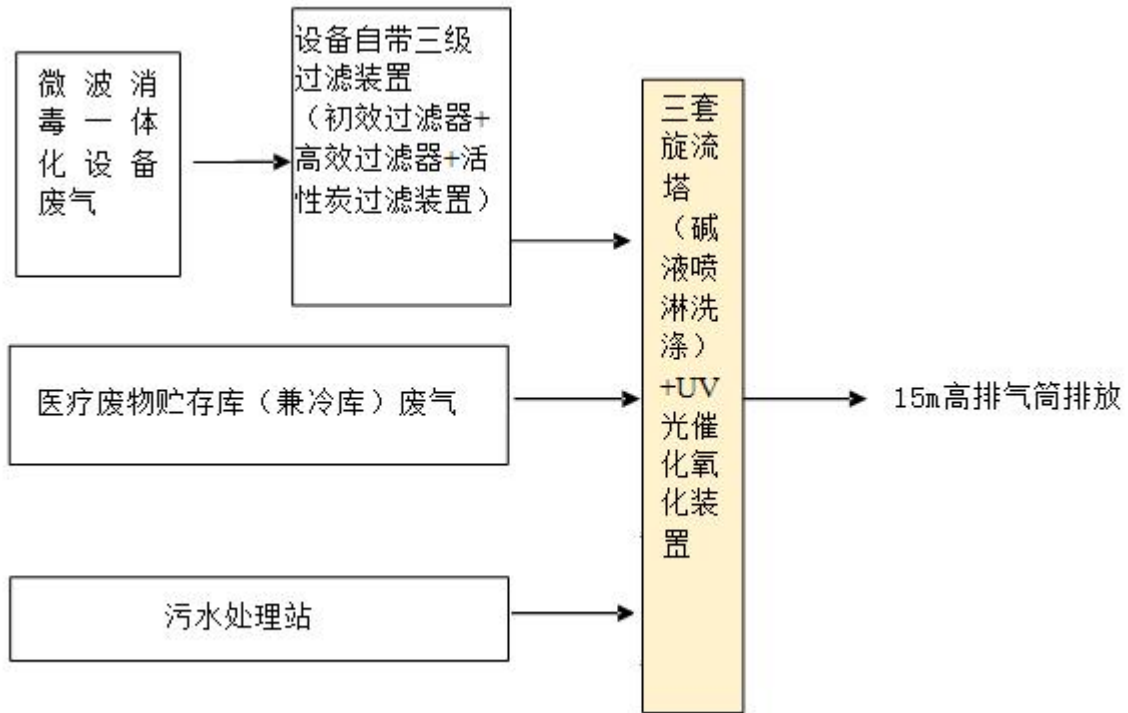 微波消
毒一体
化设备
废气
设备自带三级
过滤装置
（初效过滤器+
高效过滤器+活
性炭过滤装置）
三套
旋流
塔
（碱
液喷
淋洗
涤）
+UV
光催
化氧
化装
置
医疗废物贮存库（兼冷库）废气
15m高排气筒排放
污水处理站